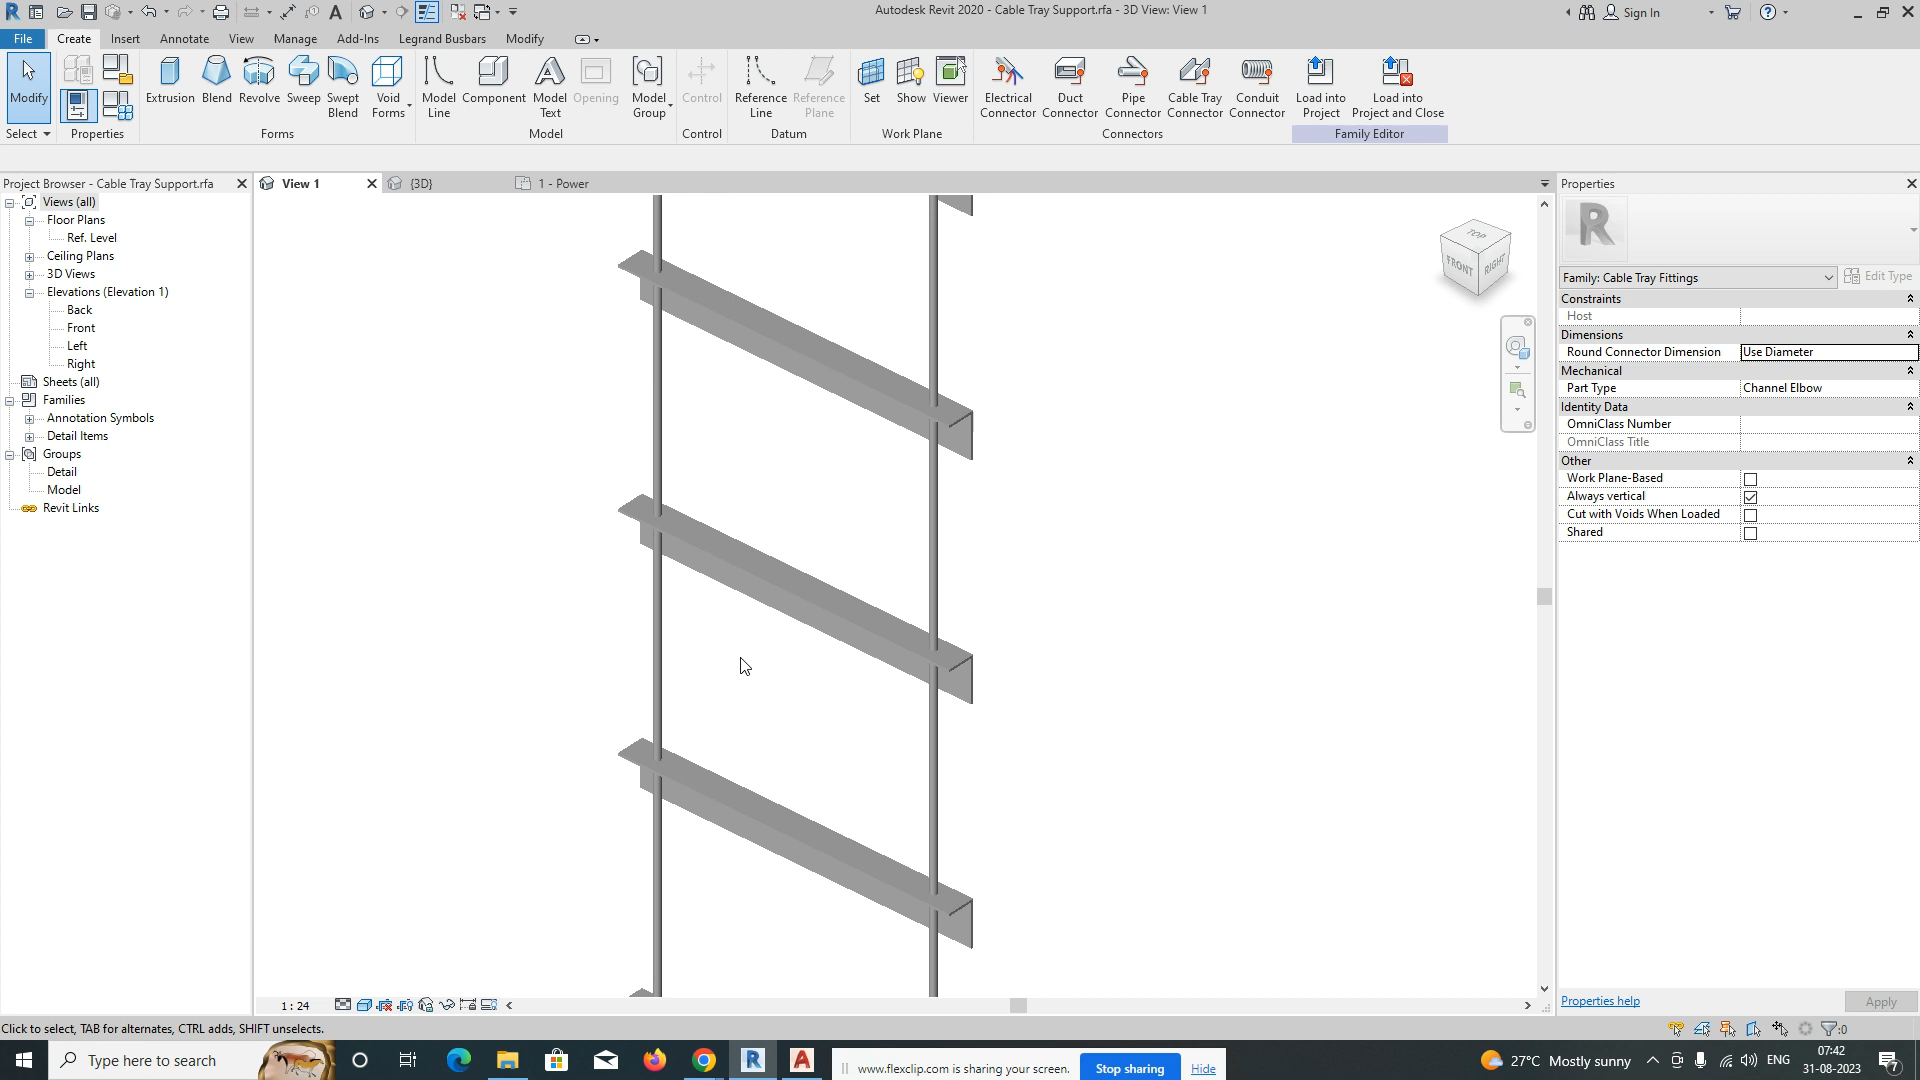 Autodesk Revit 2020 - Cable Tray Support.rfa - 3D View: View 1
Sign In
File Create Insert Annotate View Manage Add-Ins Legrand Busbars Modify
Modify
Extrusion Blend Revolve Sweep Swept Blend Void Forms
Model Line Component Model Text Opening Model Group
Control
Reference Line Reference Plane
Set Show Viewer
Electrical Connector Duct Connector Pipe Connector Cable Tray Connector Conduit Connector
Load into Project Load into Project and Close
Select Properties Forms Model Control Datum Work Plane Connectors Family Editor
Project Browser - Cable Tray Support.rfa
View 1 {3D} 1 - Power
Views (all)
Floor Plans
Ref. Level
Ceiling Plans
3D Views
Elevations (Elevation 1)
Back
Front
Left
Right
Sheets (all)
Families
Annotation Symbols
Detail Items
Groups
Detail
Model
Revit Links
TOP
FRONT RIGHT
Properties
Family: Cable Tray Fittings Edit Type
Constraints
Host
Dimensions
Round Connector Dimension Use Diameter
Mechanical
Part Type Channel Elbow
Identity Data
OmniClass Number
OmniClass Title
Other
Work Plane-Based
Always vertical
Cut with Voids When Loaded
Shared
Properties help Apply
1 : 24
Click to select, TAB for alternates, CTRL adds, SHIFT unselects.
:0
Type here to search
www.flexclip.com is sharing your screen. Stop sharing Hide
27°C Mostly sunny ENG
07:42
31-08-2023
7